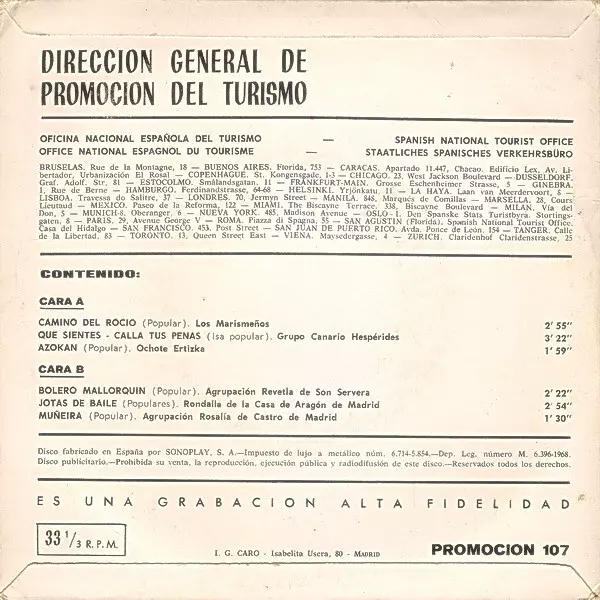 DIRECCION GENERAL DE
PROMOCION DEL TURISMO
OFICINA NACIONAL ESPAÑOLA DEL TURISMO — SPANISH NATIONAL TOURIST OFFICE
OFFICE NATIONAL ESPAGNOL DU TOURISME — STAATLICHES SPANISCHES VERKEHRSBÜRO
BRUSELAS, Rue de la Montagne, 18 — BUENOS AIRES. Florida, 753 — CARACAS. Apartado 11.447, Chacao. Edificio Lex, Av. Li-
bertador, Urbanización El Rosal — COPENHAGUE. St. Kongensgade, 1-3 — CHICAGO. 23, West Jackson Boulevard — DUSSELDORF.
Graf. Adolf. Str, 81 — ESTOCOLMO. Smålandsgatan, 11 — FRANKFURT-MAIN. Grosse Eschenheimer Strasse, 5 — GINEBRA.
1, Rue de Berne — HAMBURGO. Ferdinandstrasse, 64-68 — HELSINKI. Yrjönkatu, 11 — LA HAYA. Laan van Meerdervoort, 8 —
LISBOA. Travessa do Salitre, 37 — LONDRES. 70, Jermyn Street — MANILA. 848, Marqués de Comillas — MARSELLA. 28, Cours
Lieutaud — MEXICO. Paseo de la Reforma, 122 — MIAMI. The Biscayne Terrace. 338, Biscayne Boulevard — MILAN. Vía del
Don, 5 — MUNICH-8. Oberanger, 6 — NUEVA YORK. 485, Madison Avenue — OSLO-1. Den Spanske Stats Turistbyrå. Stortings-
gaten, 8 — PARIS. 29, Avenue George V — ROMA. Piazza di Spagna, 55 — SAN AGUSTIN (Florida). Spanish National Tourist Office,
Casa del Hidalgo — SAN FRANCISCO. 453, Post Street — SAN JUAN DE PUERTO RICO. Avda. Ponce de León, 154 — TANGER. Calle
de la Libertad, 83 — TORONTO. 13, Queen Street East — VIENA. Maysedergasse, 4 — ZURICH. Claridenhof Claridenstrasse, 25
CONTENIDO:
CARA A
CAMINO DEL ROCIO (Popular). Los Marismeños 2' 55"
QUE SIENTES - CALLA TUS PENAS (Isa popular). Grupo Canario Hespérides 3' 22"
AZOKAN (Popular). Ochote Ertizka 1' 59"
CARA B
BOLERO MALLORQUIN (Popular). Agrupación Revetla de Son Servera 2' 22"
JOTAS DE BAILE (Populares). Rondalla de la Casa de Aragón de Madrid 2' 54"
MUÑEIRA (Popular). Agrupación Rosalía de Castro de Madrid 1' 30"
Disco fabricado en España por SONOPLAY, S. A.—Impuesto de lujo a metálico núm. 6.714-5.854.—Dep. Leg. número M. 6.396-1968.
Disco publicitario.—Prohibida su venta, la reproducción, ejecución pública y radiodifusión de este disco.—Reservados todos los derechos.
ES UNA GRABACION ALTA FIDELIDAD
33 1/3 R.P.M.
I. G. CARO - Isabelita Usera, 80 - MADRID
PROMOCION 107